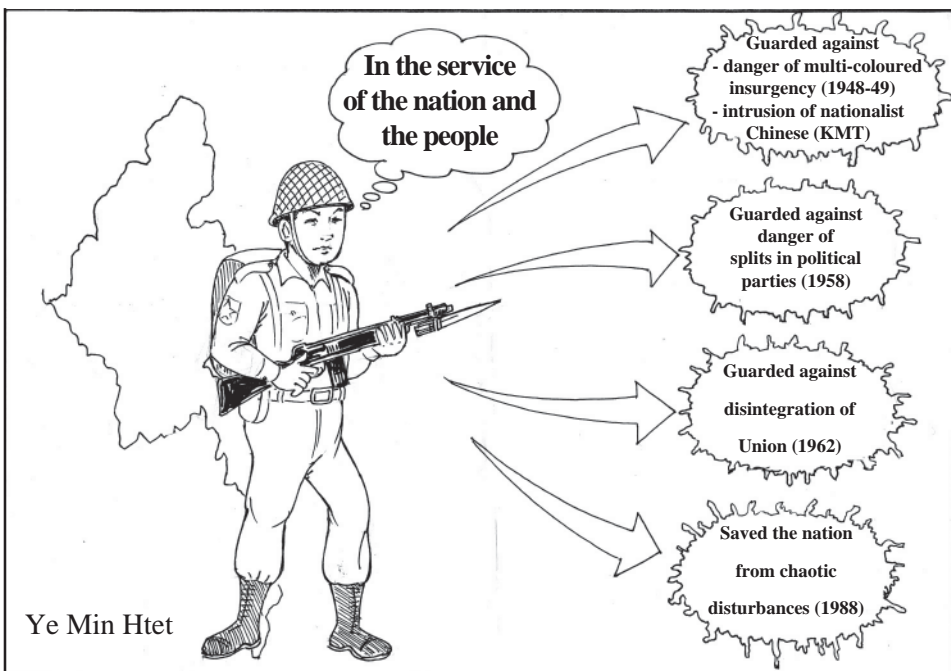 In the service
of the nation and
the people
Guarded against
- danger of multi-coloured
insurgency (1948-49)
- intrusion of nationalist
Chinese (KMT)
Guarded against
danger of
splits in political
parties (1958)
Guarded against
disintegration of
Union (1962)
Saved the nation
from chaotic
disturbances (1988)
Ye Min Htet